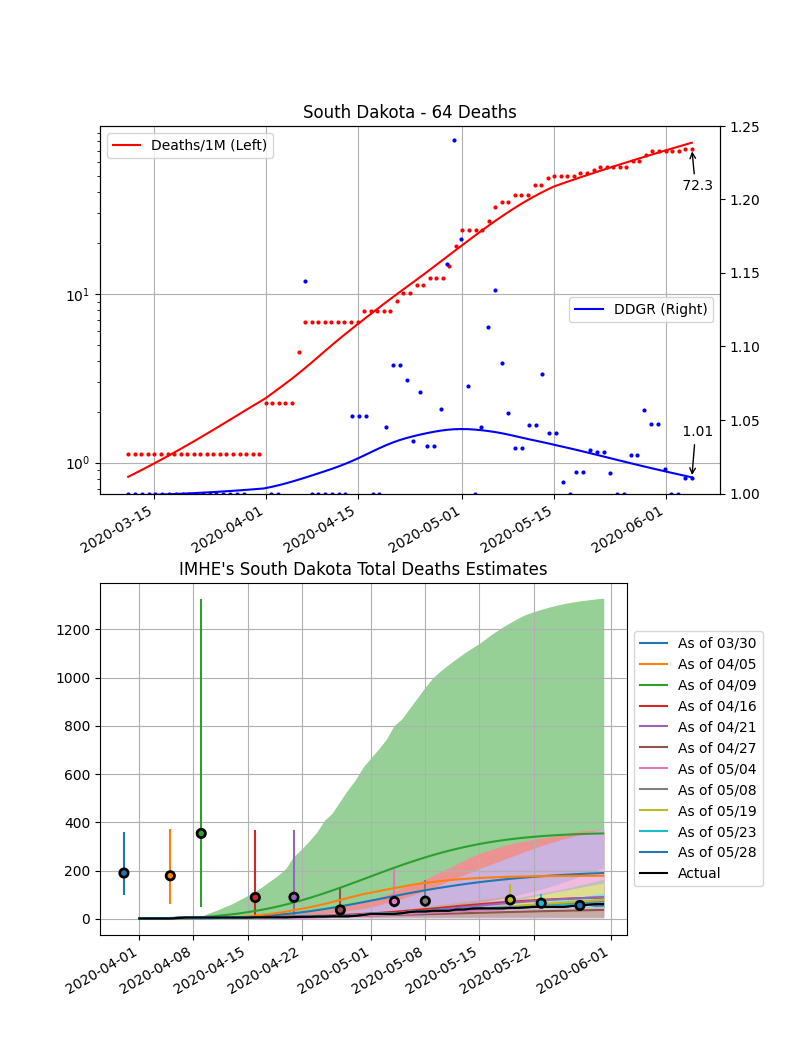 South Dakota - 64 Deaths
Deaths/1M (Left)
DDGR (Right)
72.3
1.01
10^1
10^0
1.25
1.20
1.15
1.10
1.05
1.00
2020-03-15
2020-04-01
2020-04-15
2020-05-01
2020-05-15
2020-06-01
IMHE's South Dakota Total Deaths Estimates
1200
1000
800
600
400
200
0
2020-04-01
2020-04-08
2020-04-15
2020-04-22
2020-05-01
2020-05-08
2020-05-15
2020-05-22
2020-06-01
As of 03/30
As of 04/05
As of 04/09
As of 04/16
As of 04/21
As of 04/27
As of 05/04
As of 05/08
As of 05/19
As of 05/23
As of 05/28
Actual